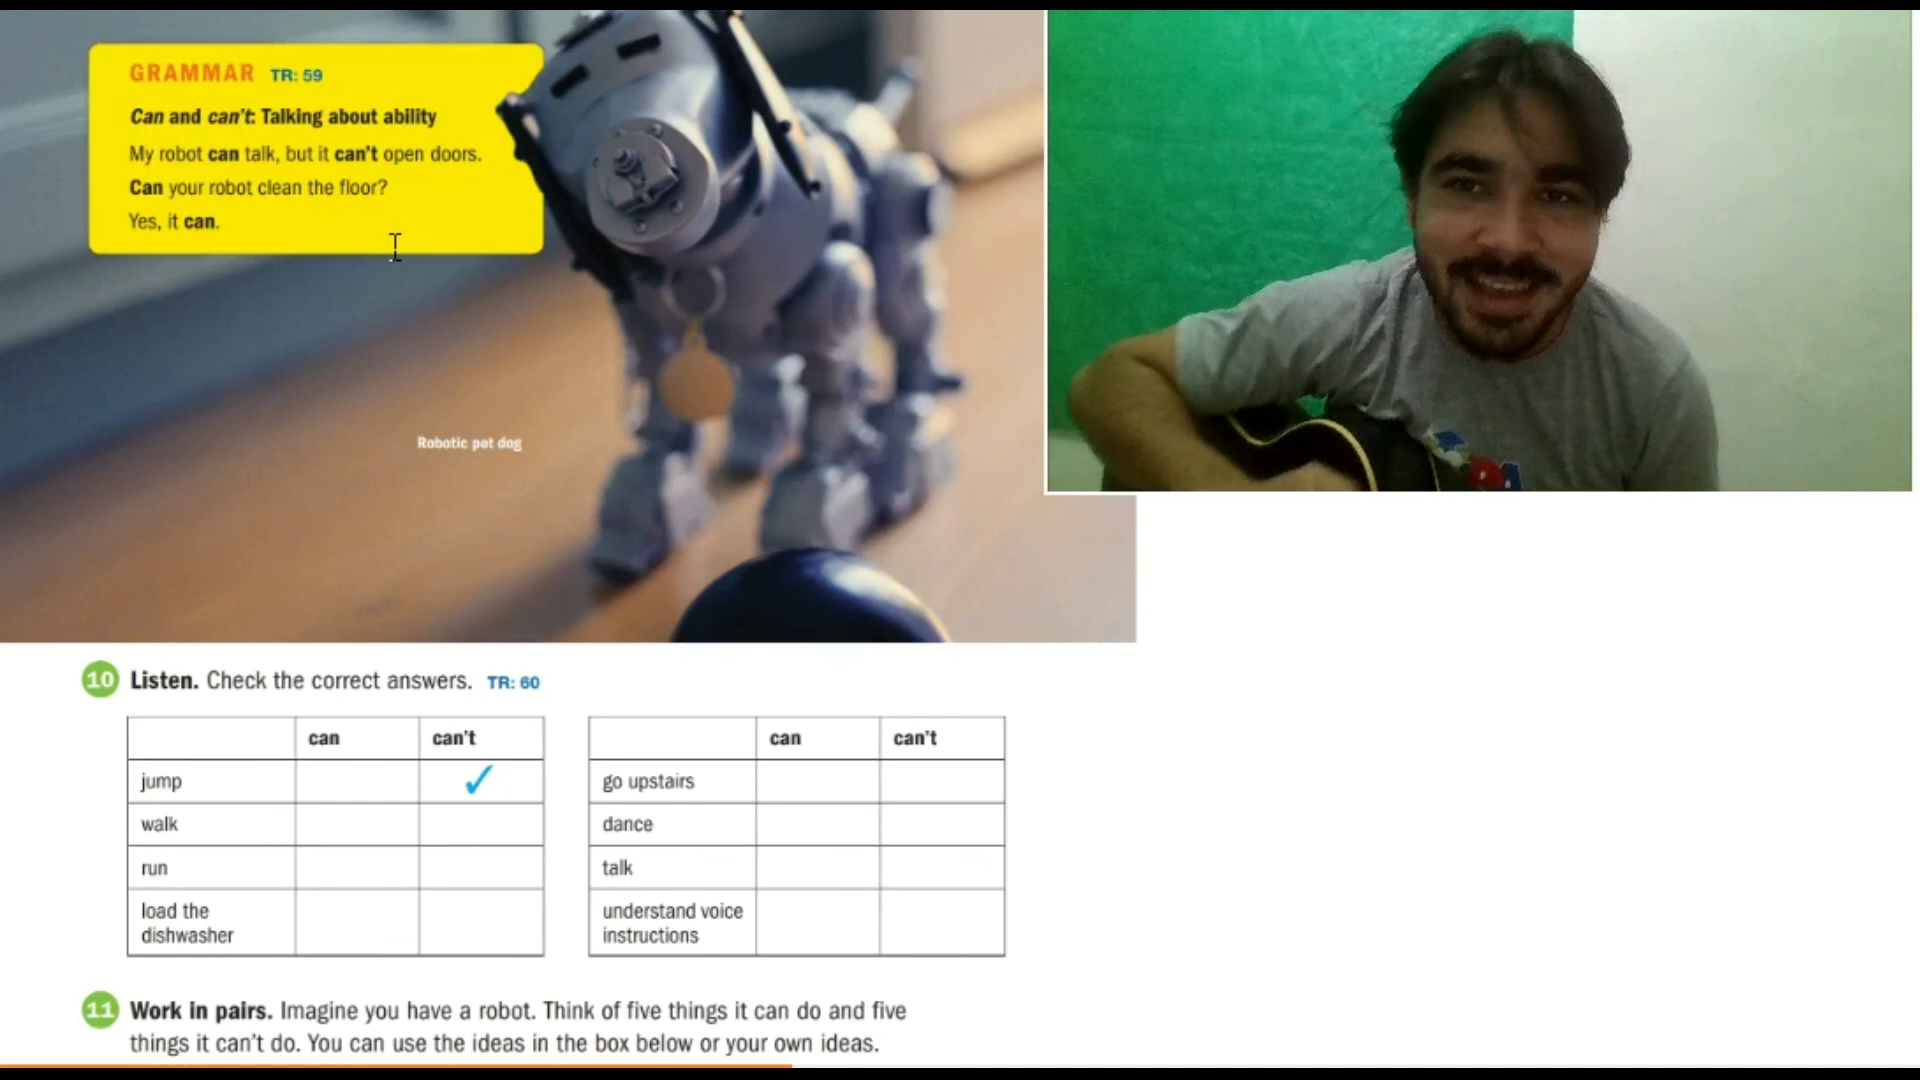 GRAMMAR TR: 59
Can and can't: Talking about ability
My robot can talk, but it can't open doors.
Can your robot clean the floor?
Yes, it can.
Robotic pet dog
10 Listen. Check the correct answers. TR: 60
can can't
jump ✓
walk
run
load the
dishwasher
can can't
go upstairs
dance
talk
understand voice
instructions
11 Work in pairs. Imagine you have a robot. Think of five things it can do and five
things it can't do. You can use the ideas in the box below or your own ideas.